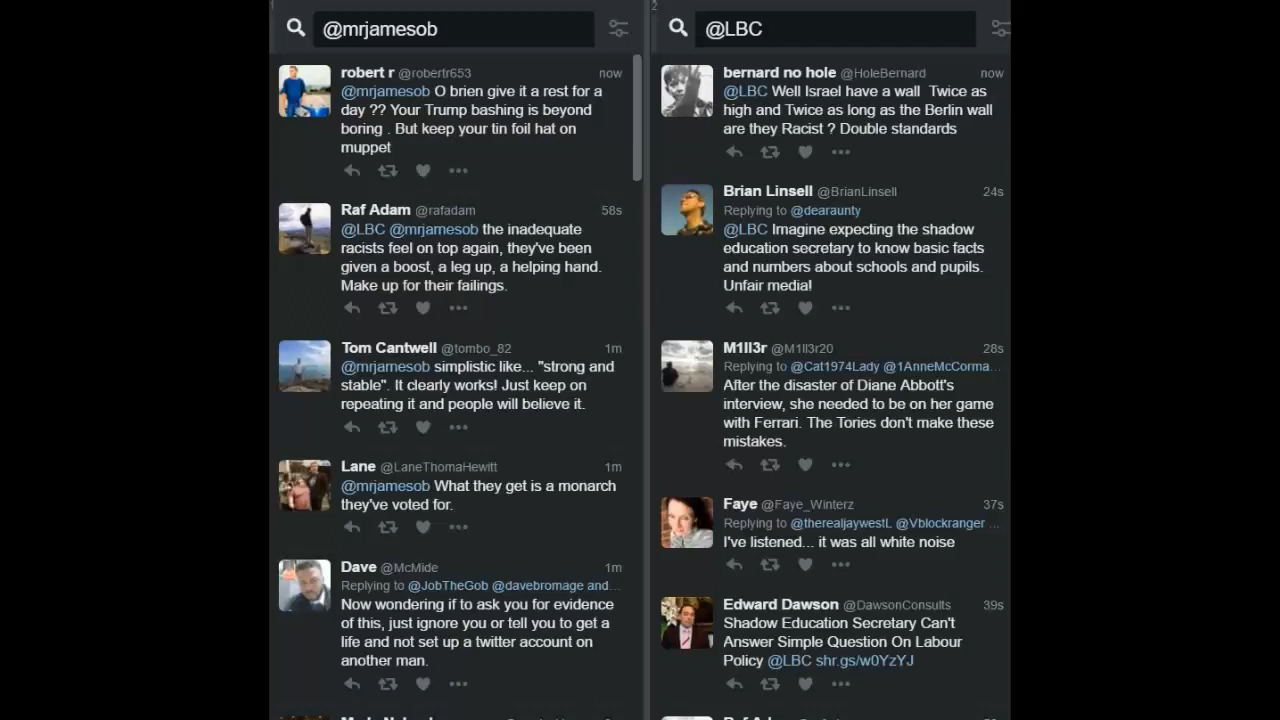 1
@mrjamesob
robert r @robertr653 now
@mrjamesob O brien give it a rest for a
day ?? Your Trump bashing is beyond
boring . But keep your tin foil hat on
muppet
Raf Adam @rafadam 58s
@LBC @mrjamesob the inadequate
racists feel on top again, they've been
given a boost, a leg up, a helping hand.
Make up for their failings.
Tom Cantwell @tombo_82 1m
@mrjamesob simplistic like... "strong and
stable". It clearly works! Just keep on
repeating it and people will believe it.
Lane @LaneThomaHewitt 1m
@mrjamesob What they get is a monarch
they've voted for.
Dave @McMide 1m
Replying to @JobTheGob @davebromage and...
Now wondering if to ask you for evidence
of this, just ignore you or tell you to get a
life and not set up a twitter account on
another man.
2
@LBC
bernard no hole @HoleBernard now
@LBC Well Israel have a wall Twice as
high and Twice as long as the Berlin wall
are they Racist ? Double standards
Brian Linsell @BrianLinsell 24s
Replying to @dearaunty
@LBC Imagine expecting the shadow
education secretary to know basic facts
and numbers about schools and pupils.
Unfair media!
M1ll3r @M1ll3r20 28s
Replying to @Cat1974Lady @1AnneMcCorma...
After the disaster of Diane Abbott's
interview, she needed to be on her game
with Ferrari. The Tories don't make these
mistakes.
Faye @Faye_Winterz 37s
Replying to @therealjaywestL @Vblockranger ...
I've listened... it was all white noise
Edward Dawson @DawsonConsults 39s
Shadow Education Secretary Can't
Answer Simple Question On Labour
Policy @LBC shr.gs/w0YzYJ